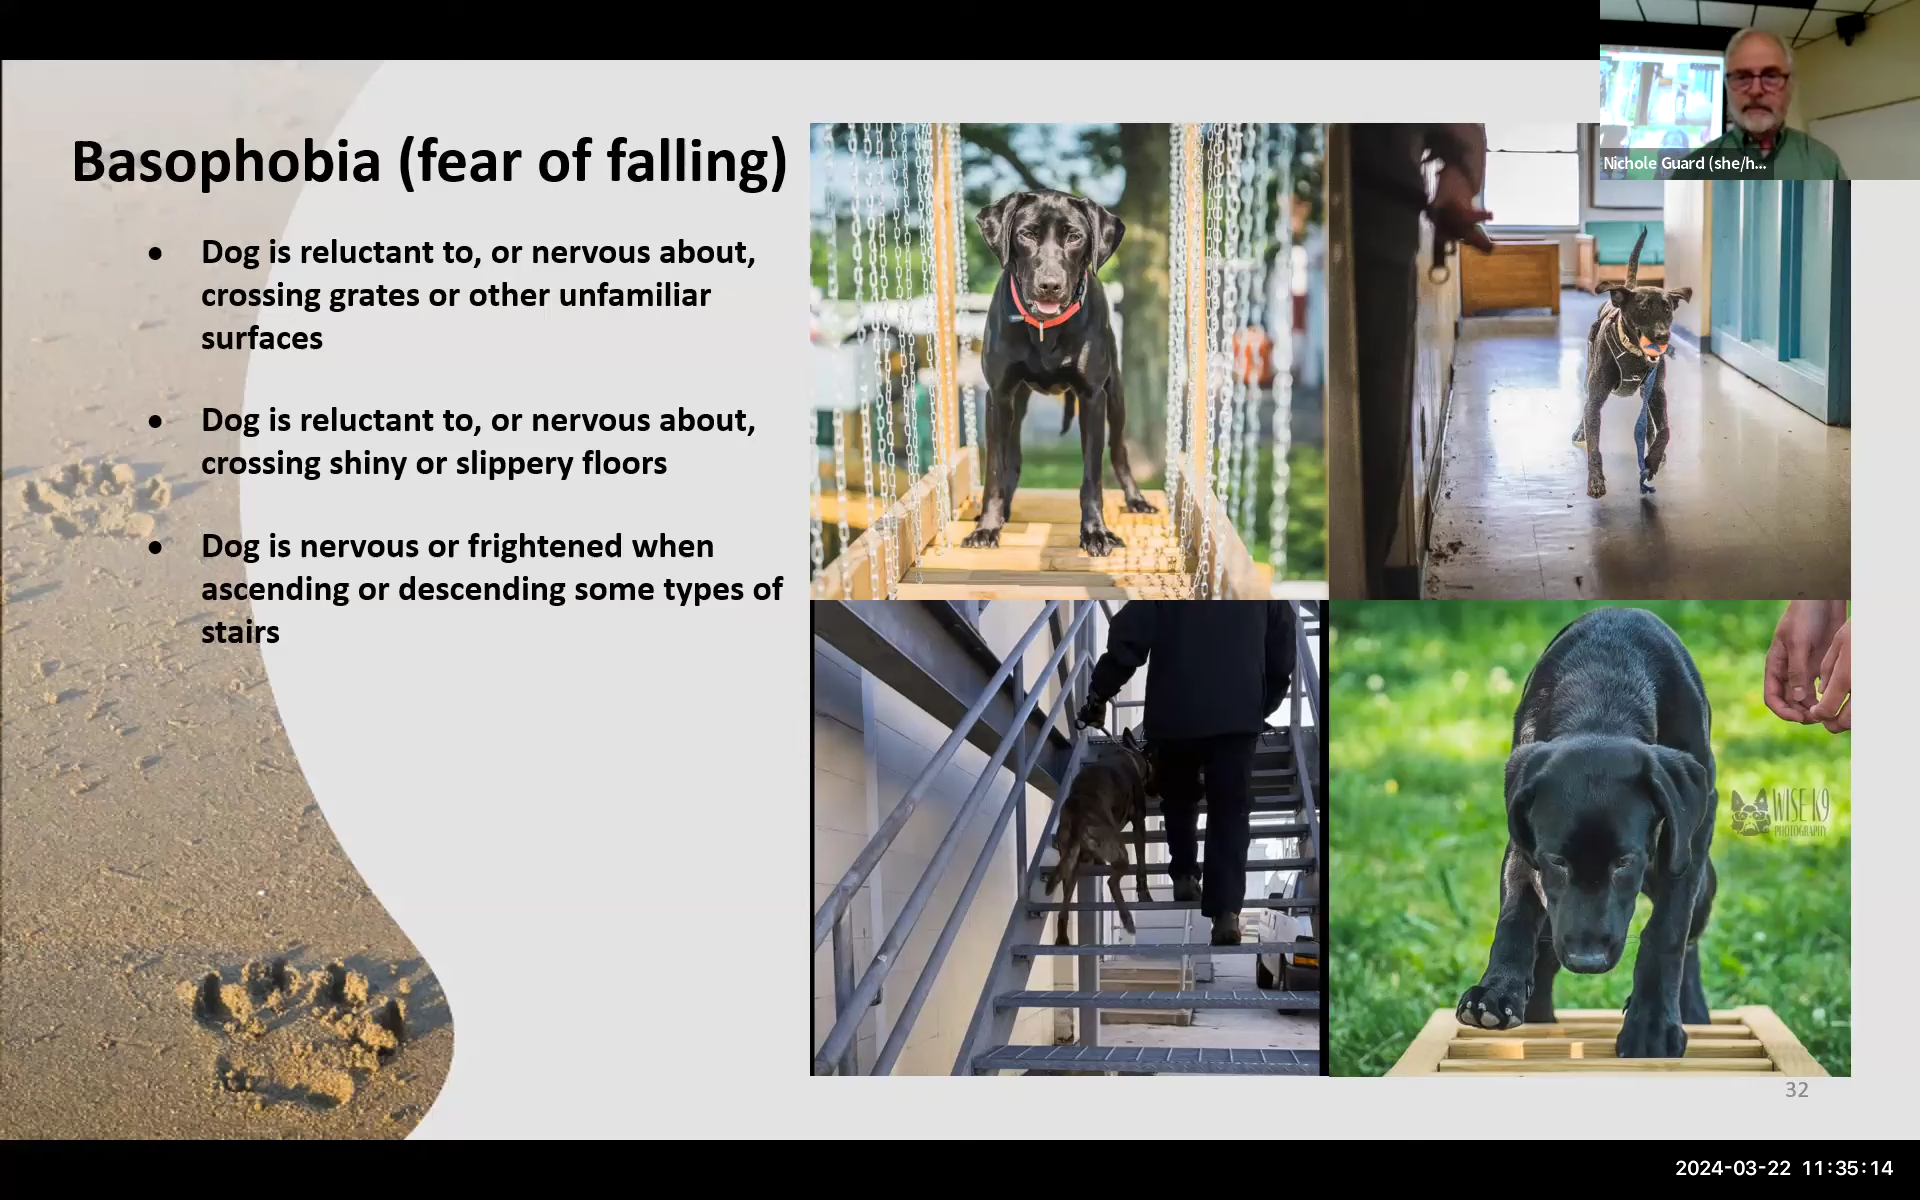 Nichole Guard (she/h...
Basophobia (fear of falling)
● Dog is reluctant to, or nervous about,
crossing grates or other unfamiliar
surfaces
● Dog is reluctant to, or nervous about,
crossing shiny or slippery floors
● Dog is nervous or frightened when
ascending or descending some types of
stairs
WISE K9
PHOTOGRAPHY
32
2024-03-22 11:35:14